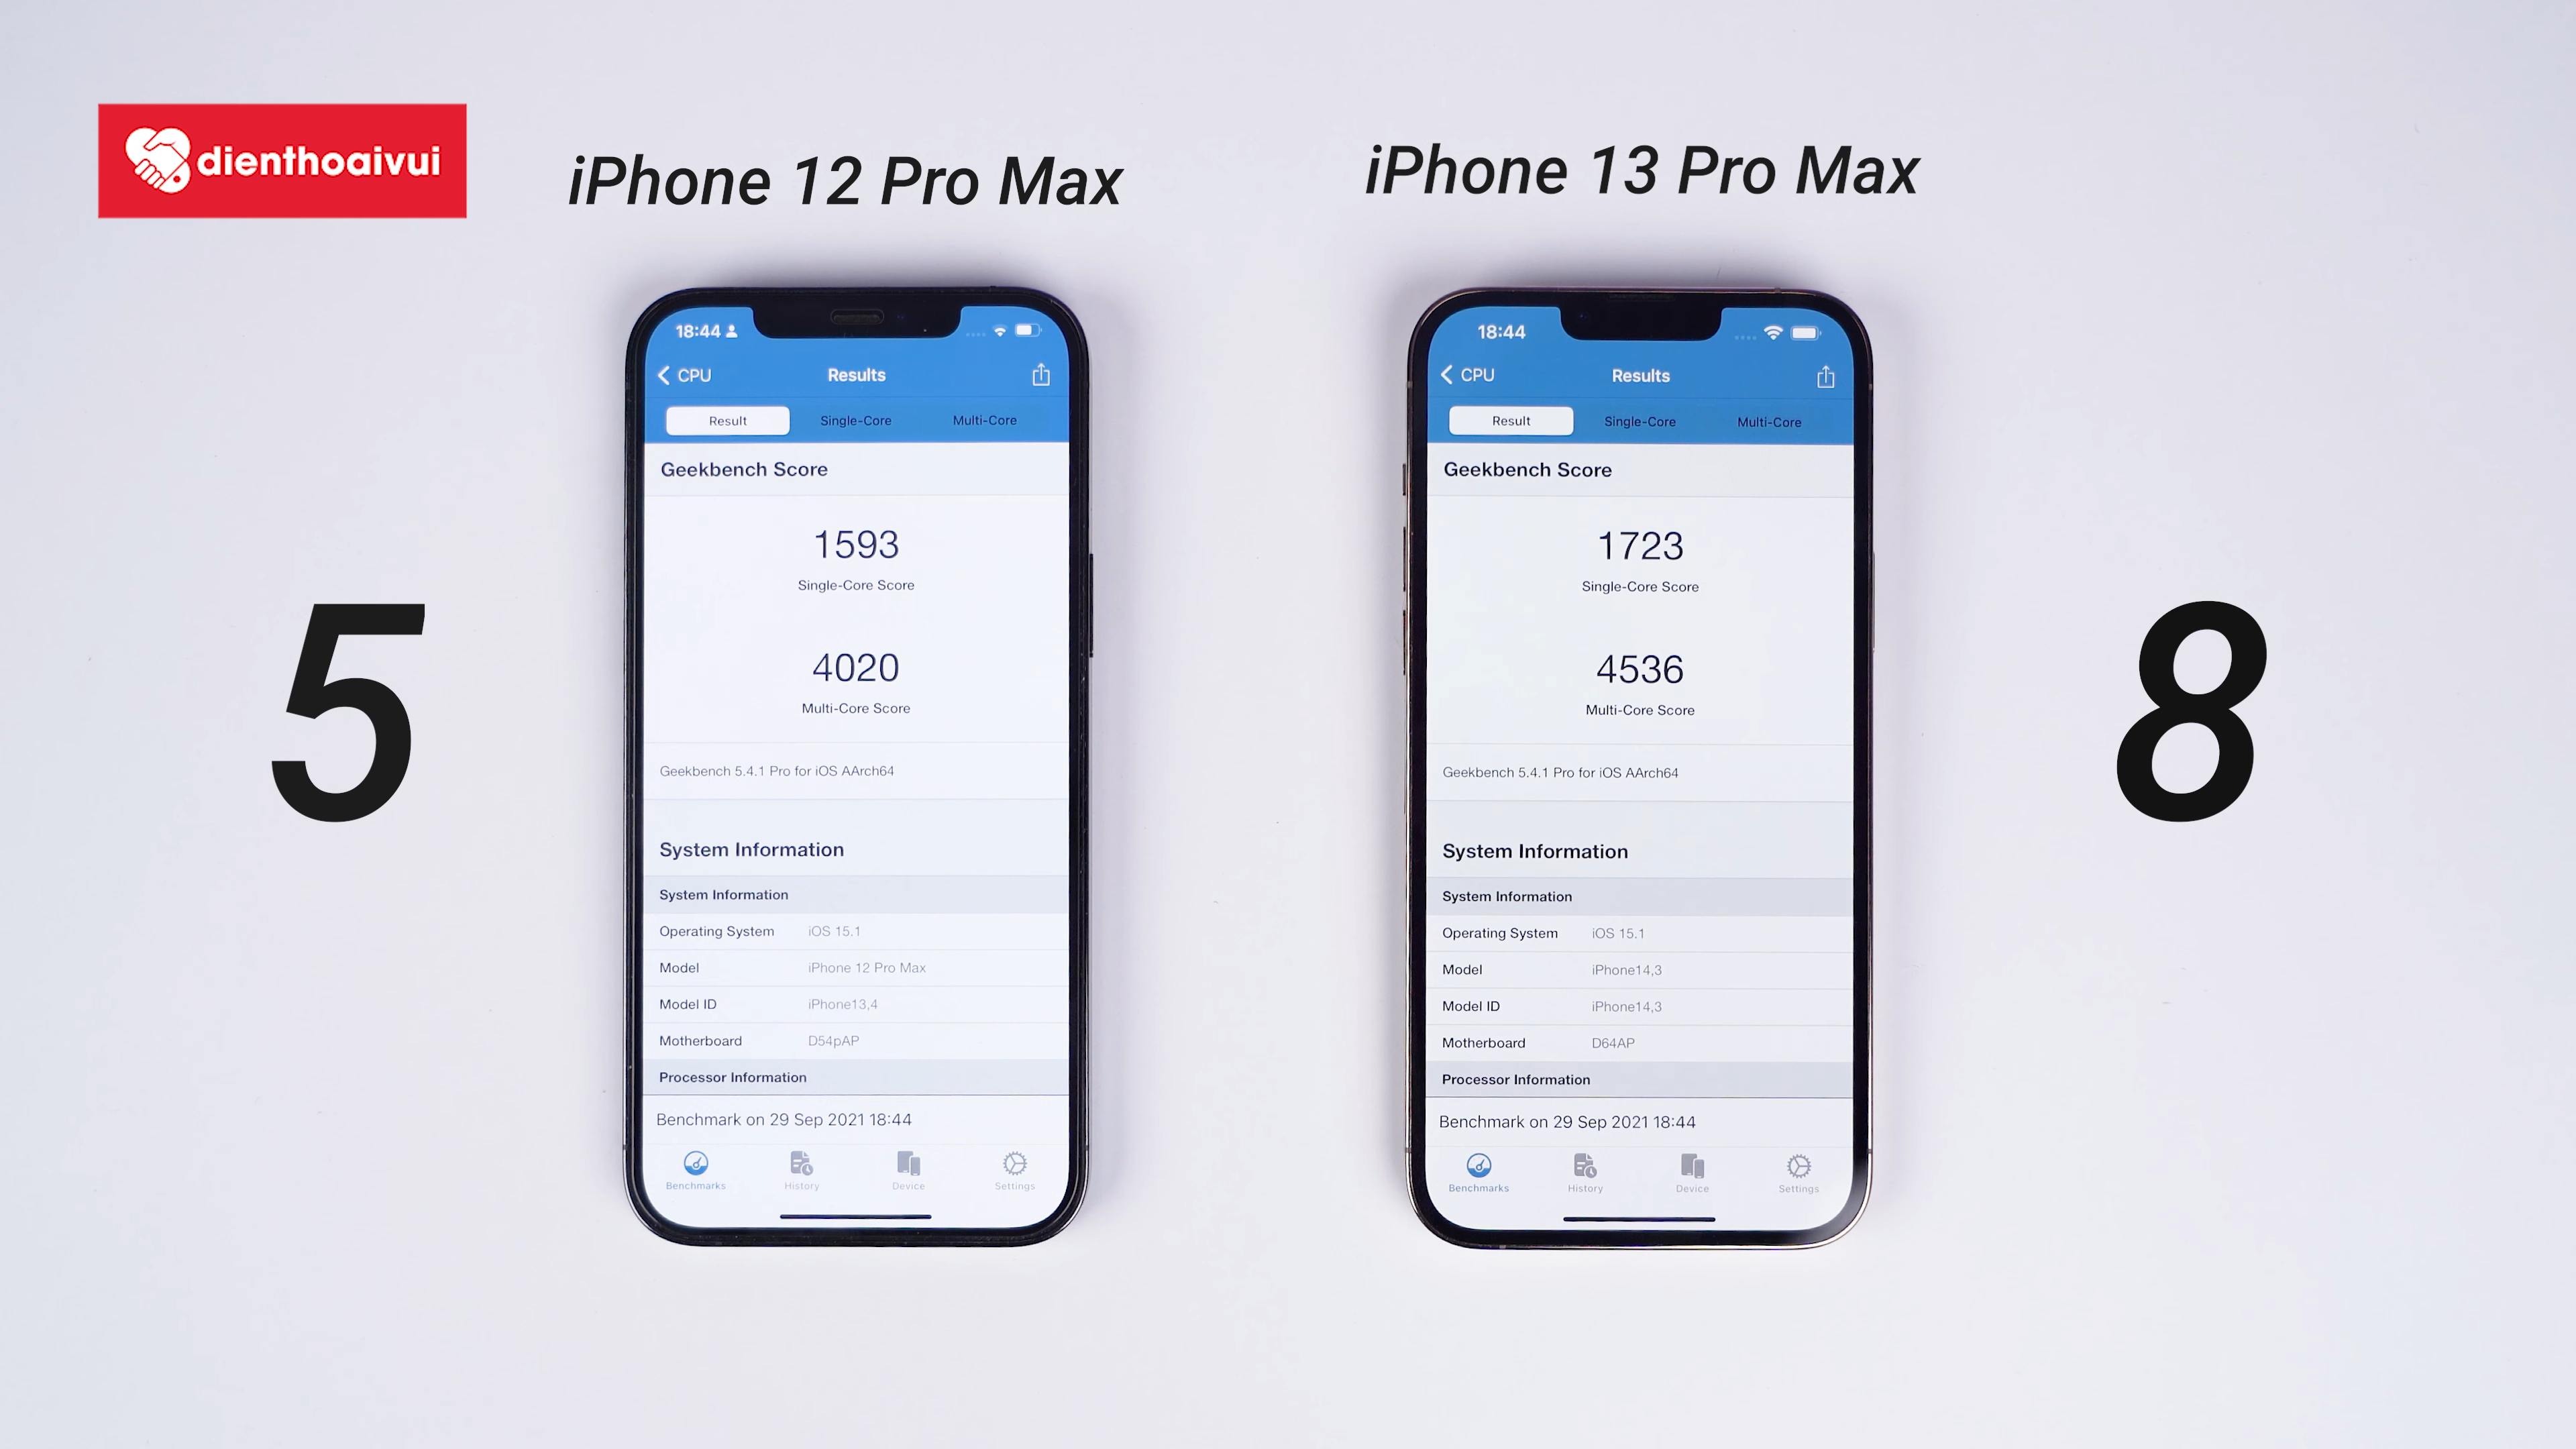 dienthoaivui
iPhone 12 Pro Max
iPhone 13 Pro Max
5
18:44
CPU
Results
Result
Single-Core
Multi-Core
Geekbench Score
1593
Single-Core Score
4020
Multi-Core Score
Geekbench 5.4.1 Pro for iOS AArch64
System Information
System Information
Operating System iOS 15.1
Model iPhone 12 Pro Max
Model ID iPhone13,4
Motherboard D54pAP
Processor Information
Benchmark on 29 Sep 2021 18:44
Benchmarks
History
Device
Settings
18:44
CPU
Results
Result
Single-Core
Multi-Core
Geekbench Score
1723
Single-Core Score
4536
Multi-Core Score
Geekbench 5.4.1 Pro for iOS AArch64
System Information
System Information
Operating System iOS 15.1
Model iPhone14,3
Model ID iPhone14,3
Motherboard D64AP
Processor Information
Benchmark on 29 Sep 2021 18:44
Benchmarks
History
Device
Settings
8